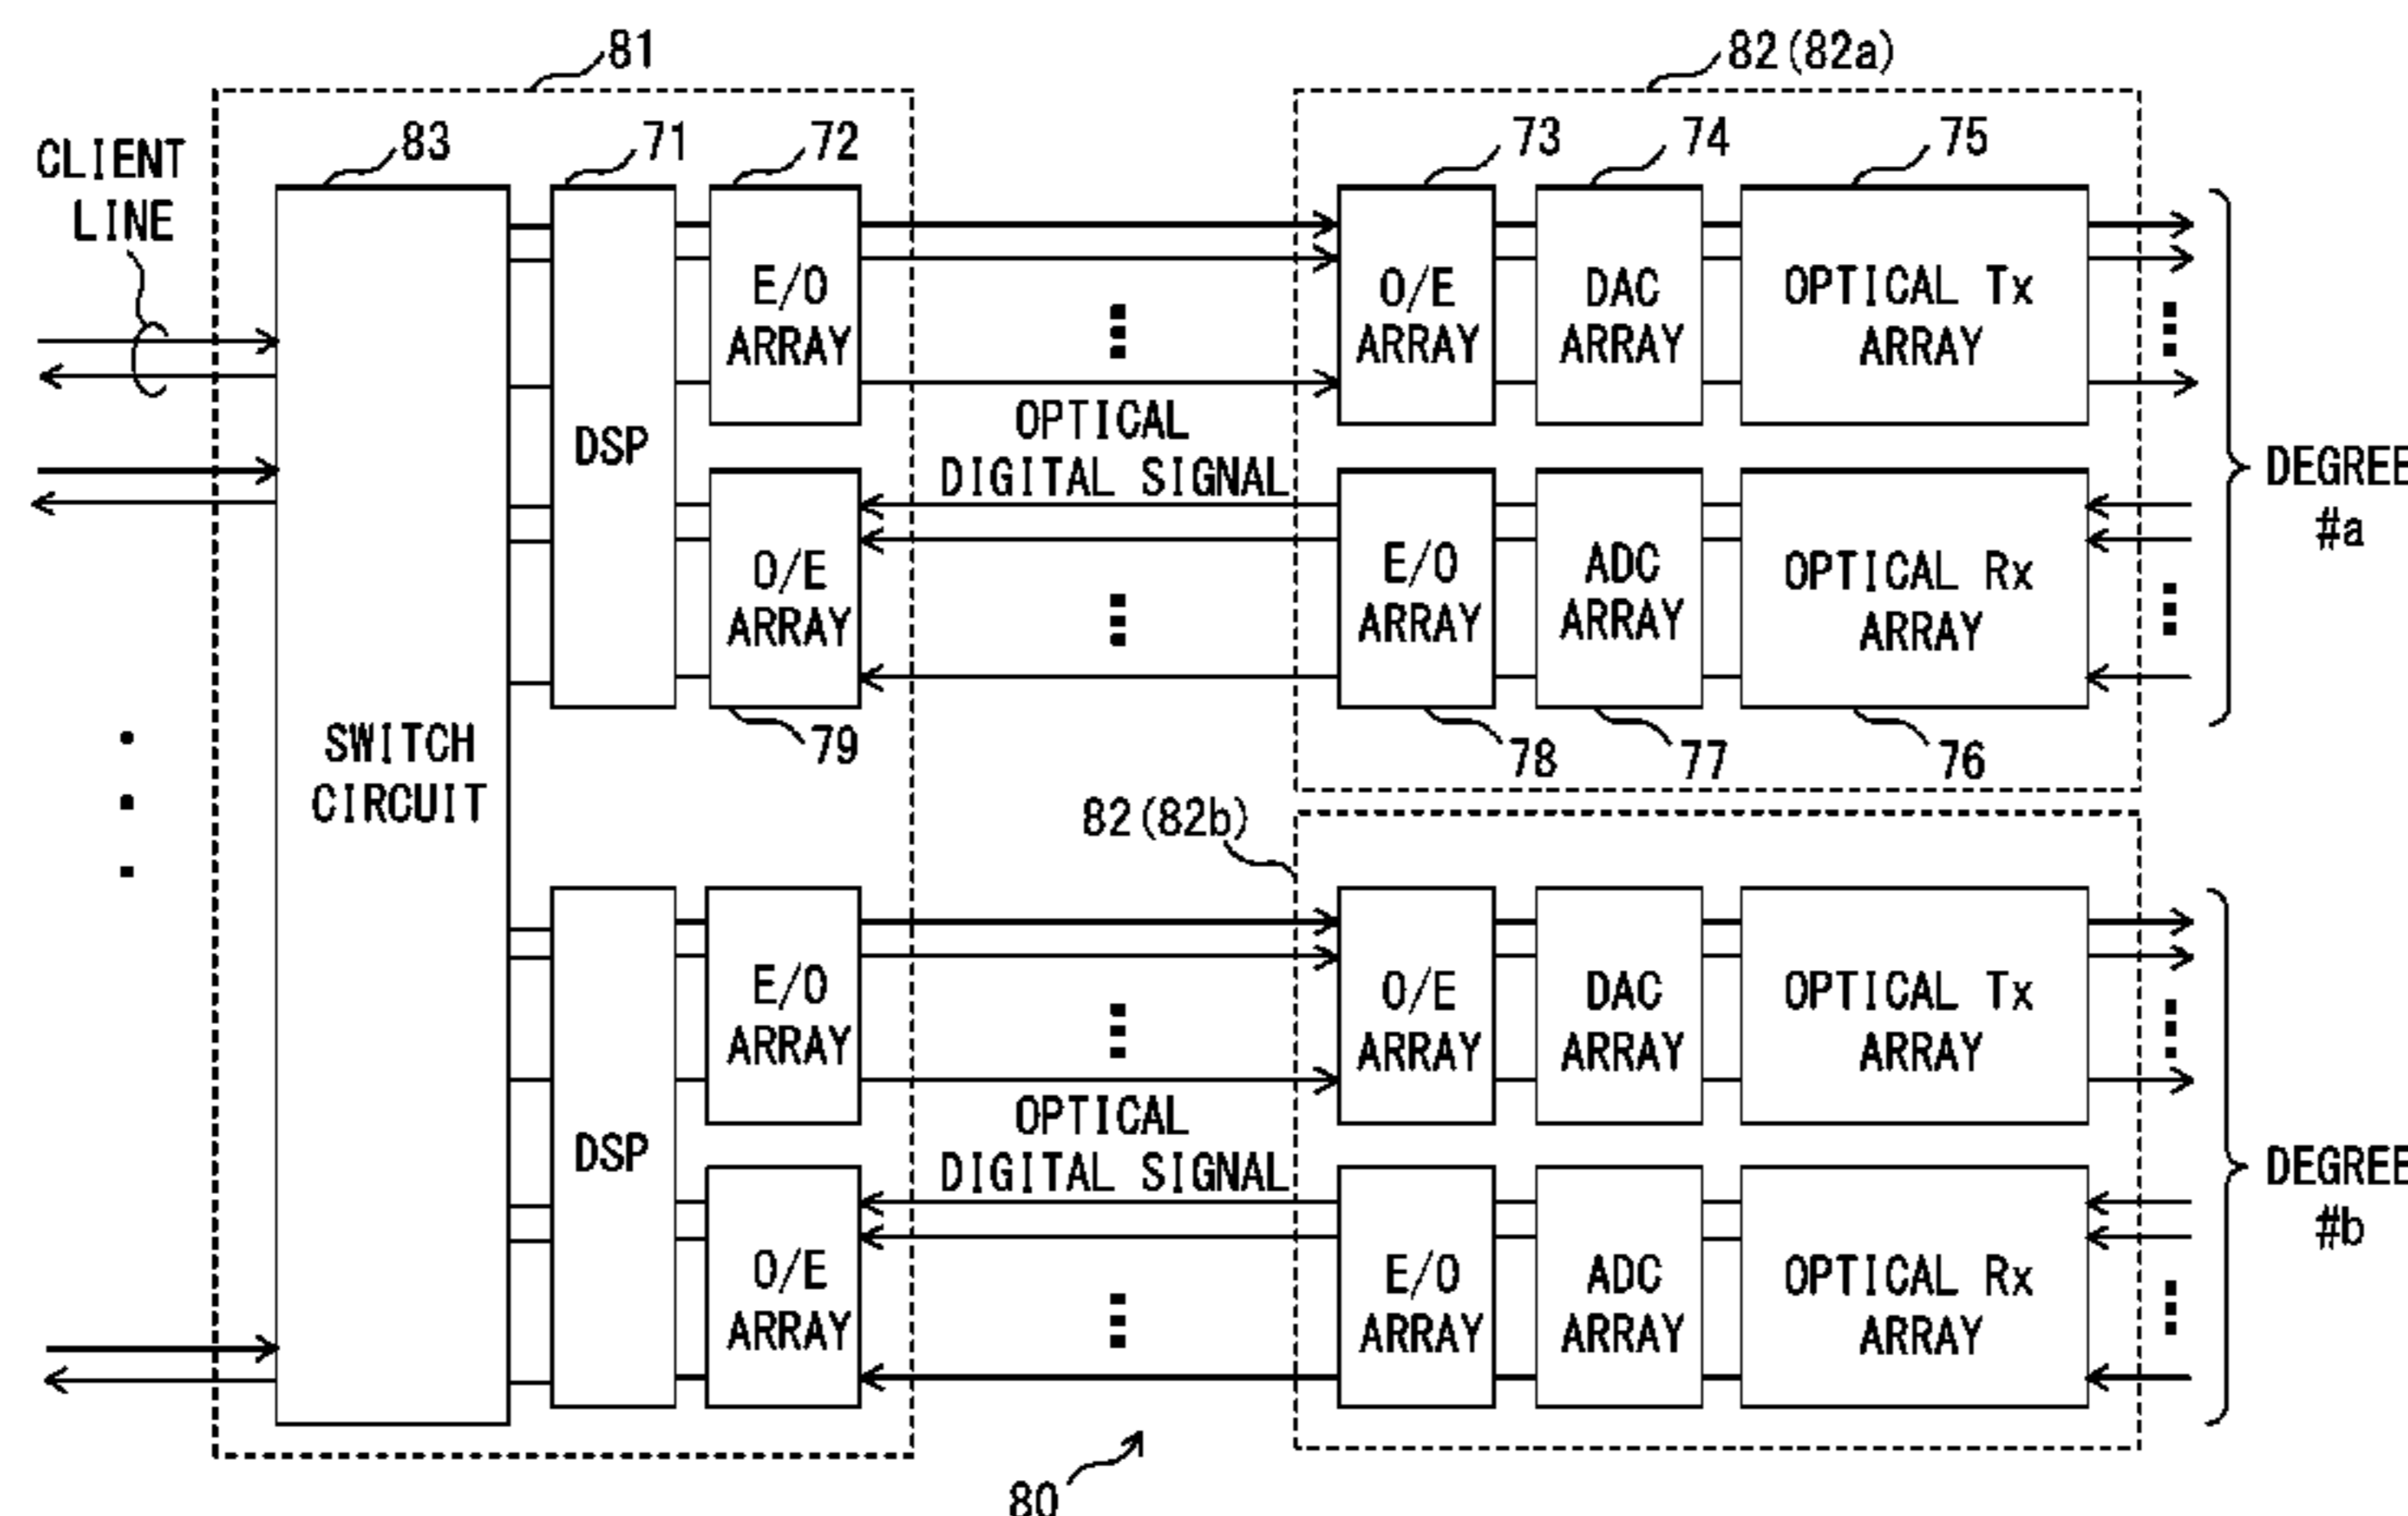 81
82(82a)
83
71
72
73
74
75
CLIENT
LINE
E/O
ARRAY
O/E
ARRAY
DAC
ARRAY
OPTICAL Tx
ARRAY
DSP
OPTICAL
DIGITAL SIGNAL
DEGREE
#a
O/E
ARRAY
E/O
ARRAY
ADC
ARRAY
OPTICAL Rx
ARRAY
79
78
77
76
SWITCH
CIRCUIT
82(82b)
E/O
ARRAY
O/E
ARRAY
DAC
ARRAY
OPTICAL Tx
ARRAY
DSP
OPTICAL
DIGITAL SIGNAL
DEGREE
#b
O/E
ARRAY
E/O
ARRAY
ADC
ARRAY
OPTICAL Rx
ARRAY
80